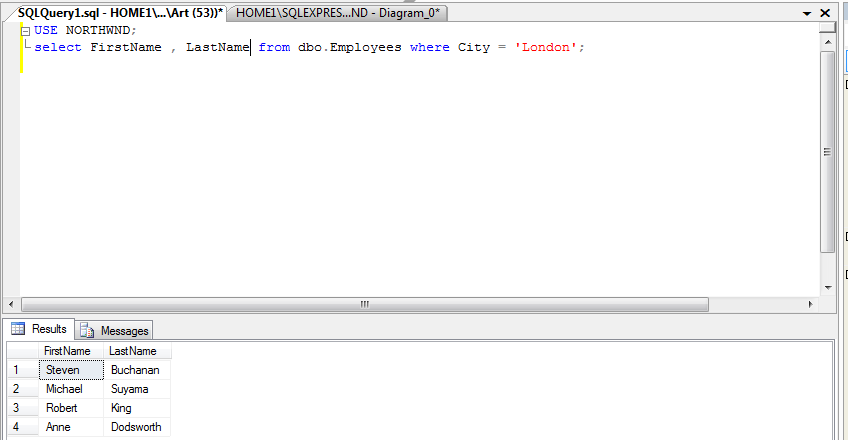 SQLQuery1.sql - HOME1\...\Art (53))* HOME1\SQLEXPRES...ND - Diagram_0*
USE NORTHWND;
select FirstName , LastName from dbo.Employees where City = 'London';
Results Messages
FirstName LastName
1 Steven Buchanan
2 Michael Suyama
3 Robert King
4 Anne Dodsworth